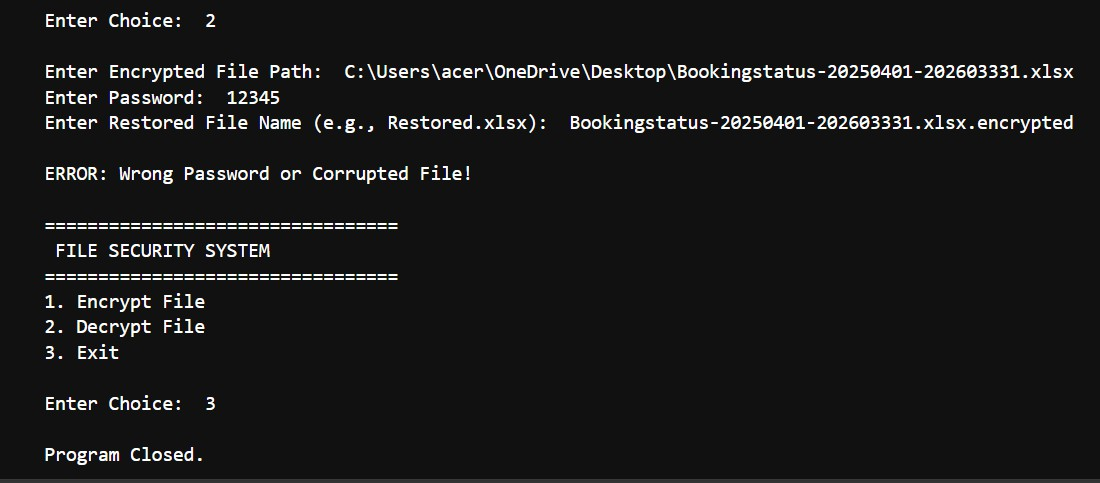 Enter Choice:  2
Enter Encrypted File Path:  C:\Users\acer\OneDrive\Desktop\Bookingstatus-20250401-202603331.xlsx
Enter Password:  12345
Enter Restored File Name (e.g., Restored.xlsx):  Bookingstatus-20250401-202603331.xlsx.encrypted
ERROR: Wrong Password or Corrupted File!
=================================
FILE SECURITY SYSTEM
=================================
1. Encrypt File
2. Decrypt File
3. Exit
Enter Choice:  3
Program Closed.